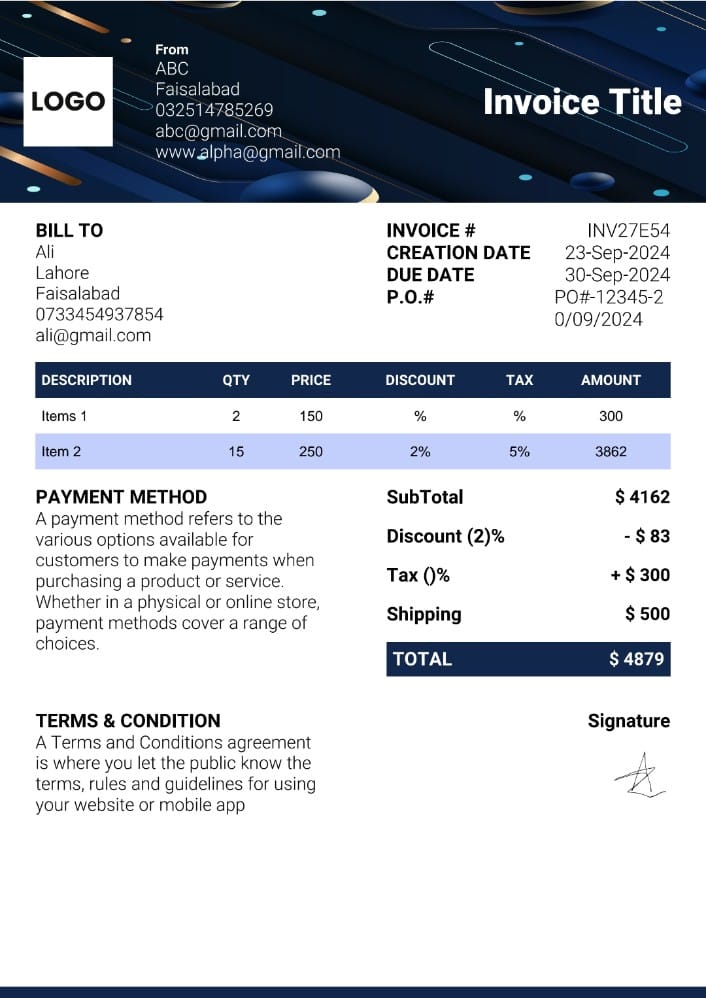 LOGO
From
ABC
Faisalabad
032514785269
abc@gmail.com
www.alpha@gmail.com
Invoice Title
BILL TO
Ali
Lahore
Faisalabad
0733454937854
ali@gmail.com
INVOICE # INV27E54
CREATION DATE 23-Sep-2024
DUE DATE 30-Sep-2024
P.O.# PO#-12345-2
0/09/2024
DESCRIPTION QTY PRICE DISCOUNT TAX AMOUNT
Items 1 2 150 % % 300
Item 2 15 250 2% 5% 3862
PAYMENT METHOD
A payment method refers to the
various options available for
customers to make payments when
purchasing a product or service.
Whether in a physical or online store,
payment methods cover a range of
choices.
SubTotal $ 4162
Discount (2)% - $ 83
Tax ()% + $ 300
Shipping $ 500
TOTAL $ 4879
TERMS & CONDITION
A Terms and Conditions agreement
is where you let the public know the
terms, rules and guidelines for using
your website or mobile app
Signature